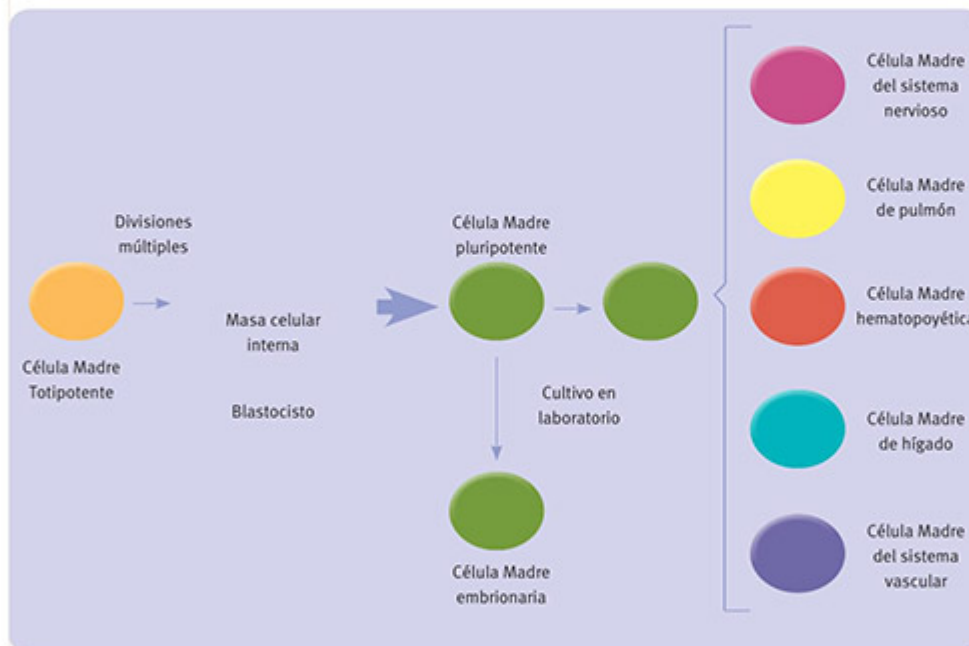 Divisiones
múltiples
Célula Madre
Totipotente
Masa celular
interna
Blastocisto
Célula Madre
pluripotente
Cultivo en
laboratorio
Célula Madre
embrionaria
Célula Madre
del sistema
nervioso
Célula Madre
de pulmón
Célula Madre
hematopoyética
Célula Madre
de hígado
Célula Madre
del sistema
vascular